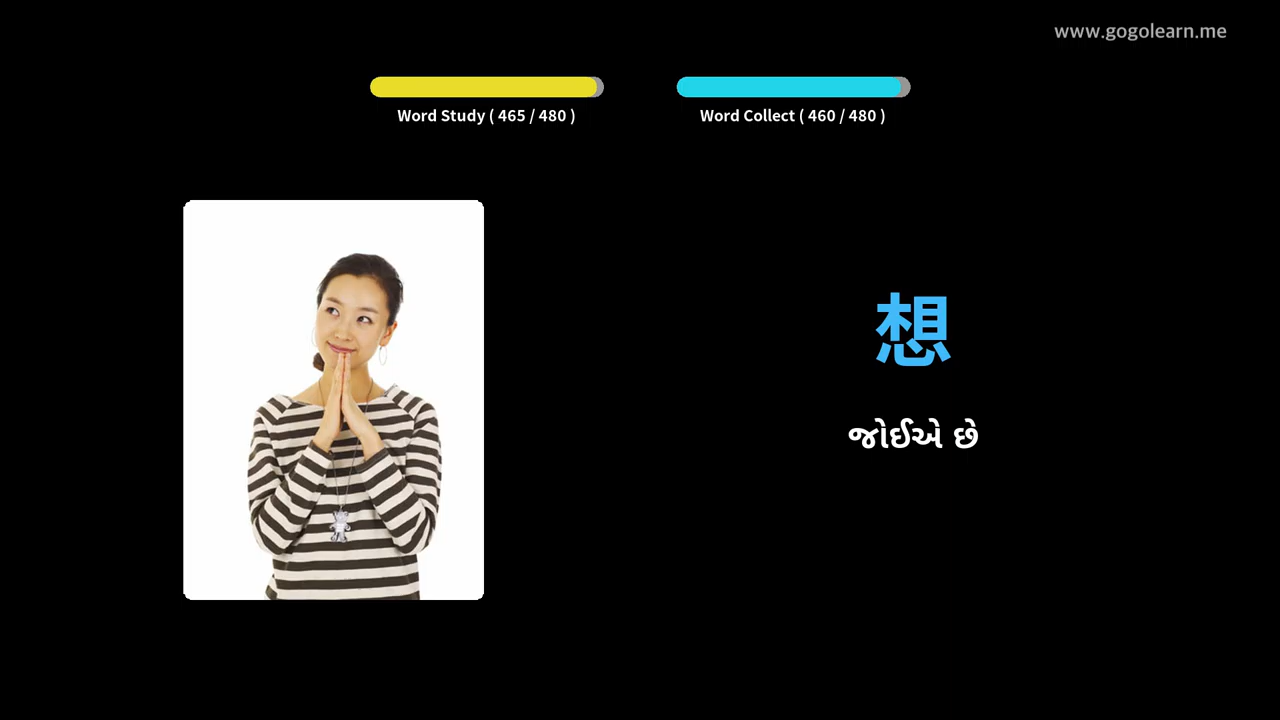 www.gogolearn.me
Word Study ( 465 / 480 )
Word Collect ( 460 / 480 )
想
જોઈએ છે